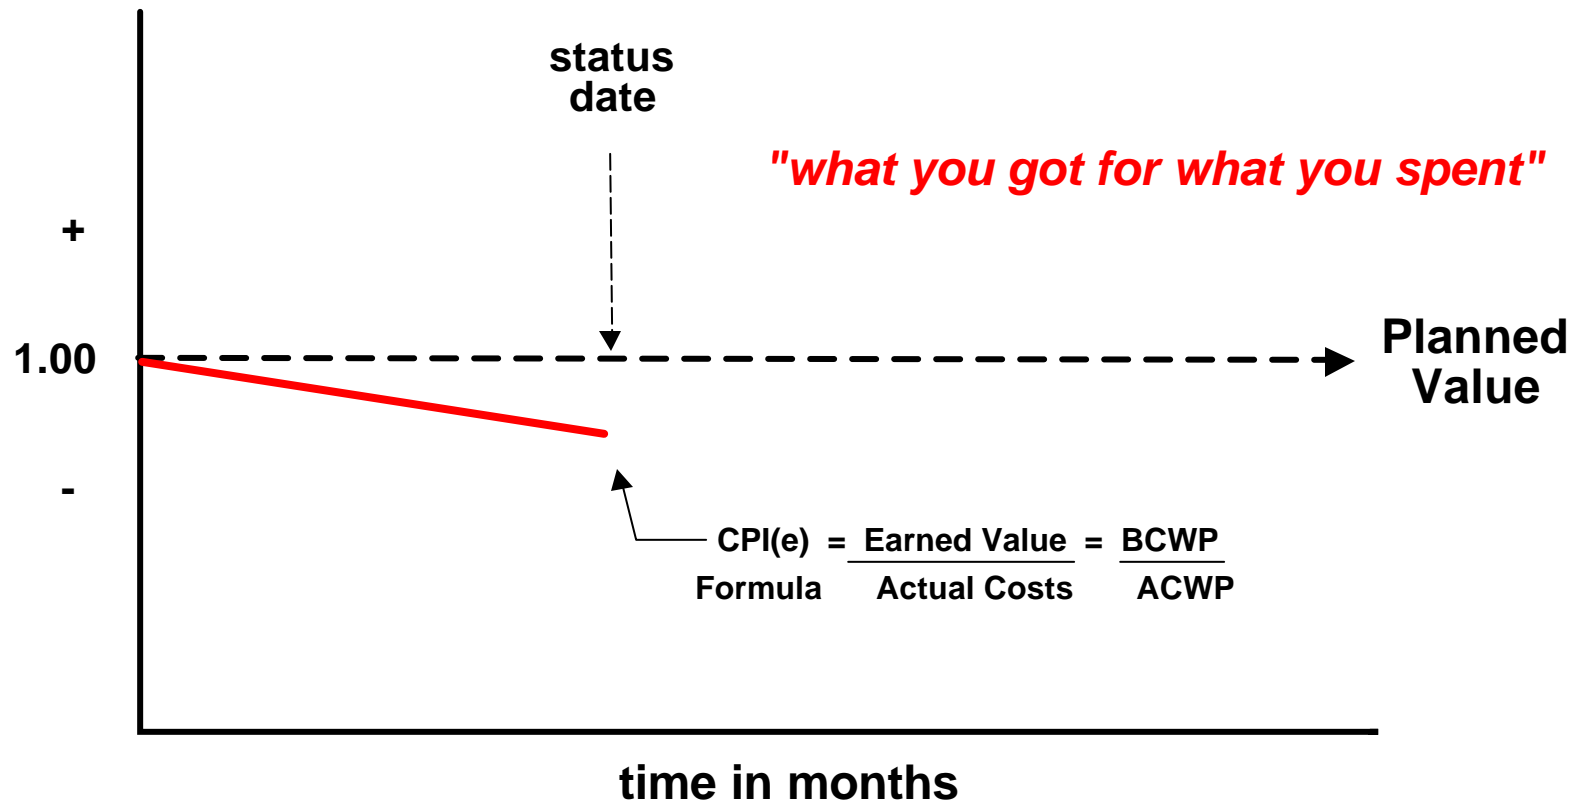 status
date
"what you got for what you spent"
+
1.00
Planned
Value
-
CPI(e) = Earned Value = BCWP
Formula Actual Costs ACWP
time in months